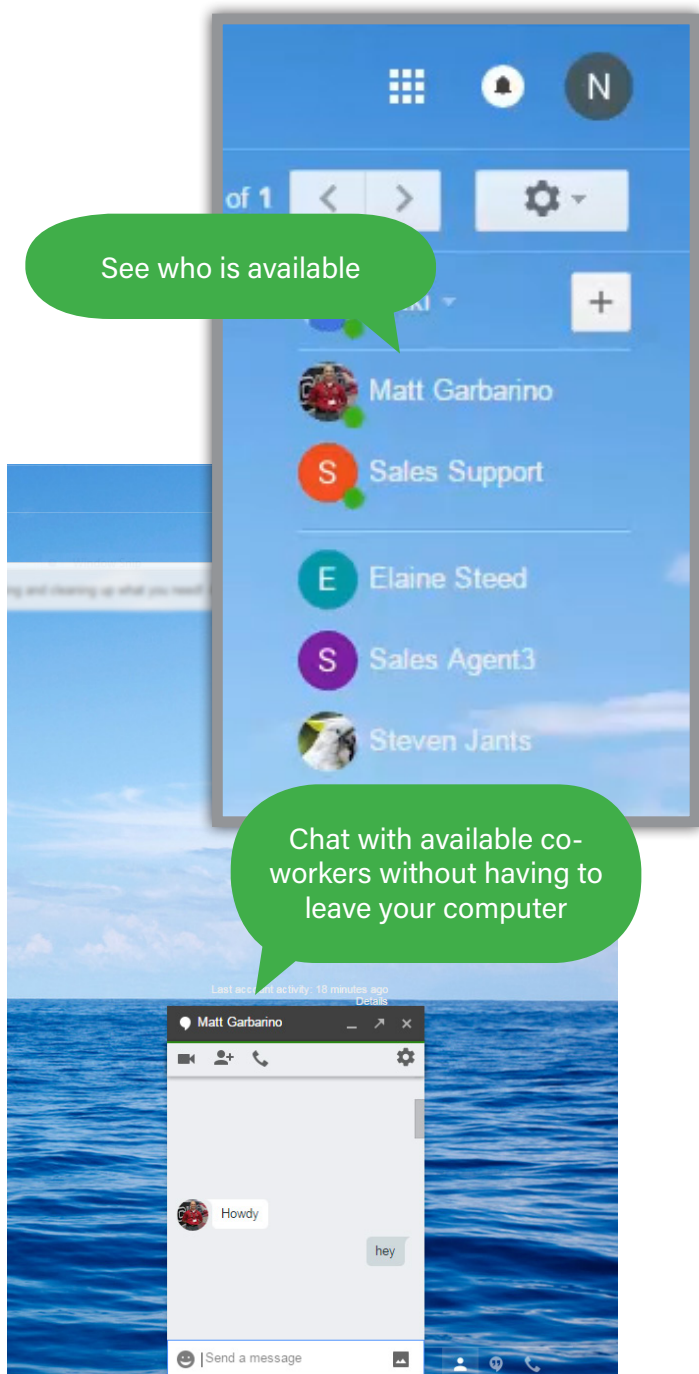 N
of 1
See who is available
Matt Garbarino
S
Sales Support
E
Elaine Steed
S
Sales Agent3
Steven Jants
Chat with available co-
workers without having to
leave your computer
Last account activity: 18 minutes ago
Details
Matt Garbarino
Howdy
hey
Send a message